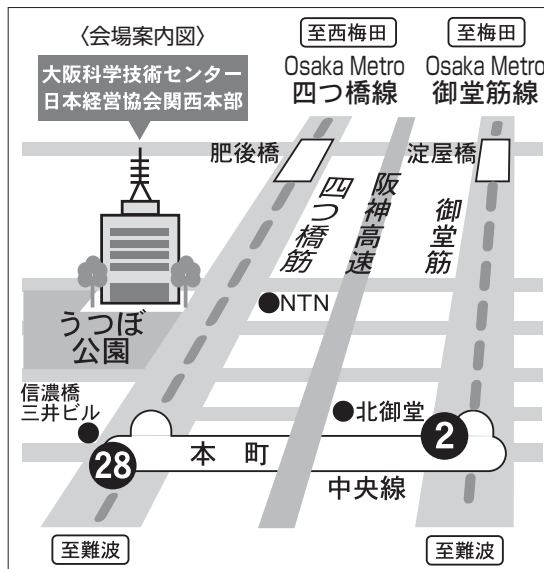 〈会場案内図〉
大阪科学技術センター
日本経営協会関西本部
至西梅田
Osaka Metro
四つ橋線
至梅田
Osaka Metro
御堂筋線
肥後橋
淀屋橋
四つ橋筋
阪神高速
御堂筋
うつぼ
公園
NTN
信濃橋
三井ビル
北御堂
2
28
本町
中央線
至難波
至難波